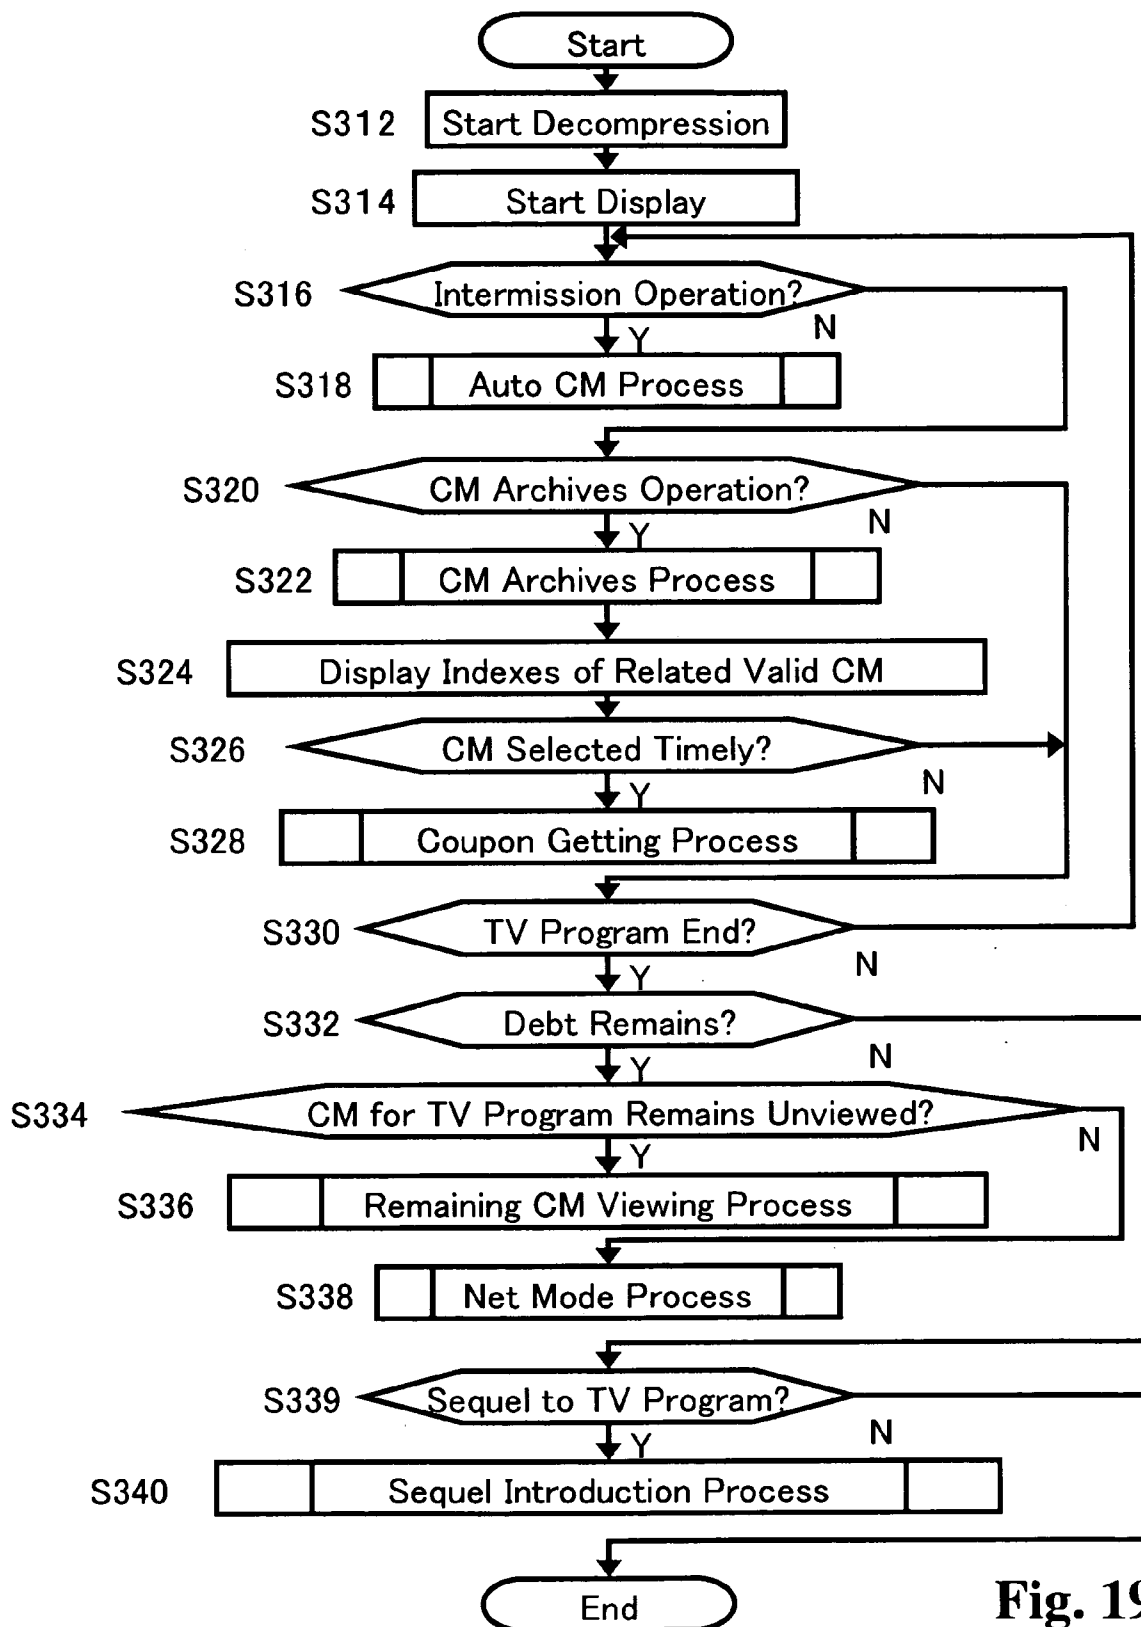 Start
S312 Start Decompression
S314 Start Display
S316 Intermission Operation?
Y N
S318 Auto CM Process
S320 CM Archives Operation?
Y N
S322 CM Archives Process
S324 Display Indexes of Related Valid CM
S326 CM Selected Timely?
Y N
S328 Coupon Getting Process
S330 TV Program End?
Y N
S332 Debt Remains?
Y N
S334 CM for TV Program Remains Unviewed?
Y N
S336 Remaining CM Viewing Process
S338 Net Mode Process
S339 Sequel to TV Program?
Y N
S340 Sequel Introduction Process
End
Fig. 19